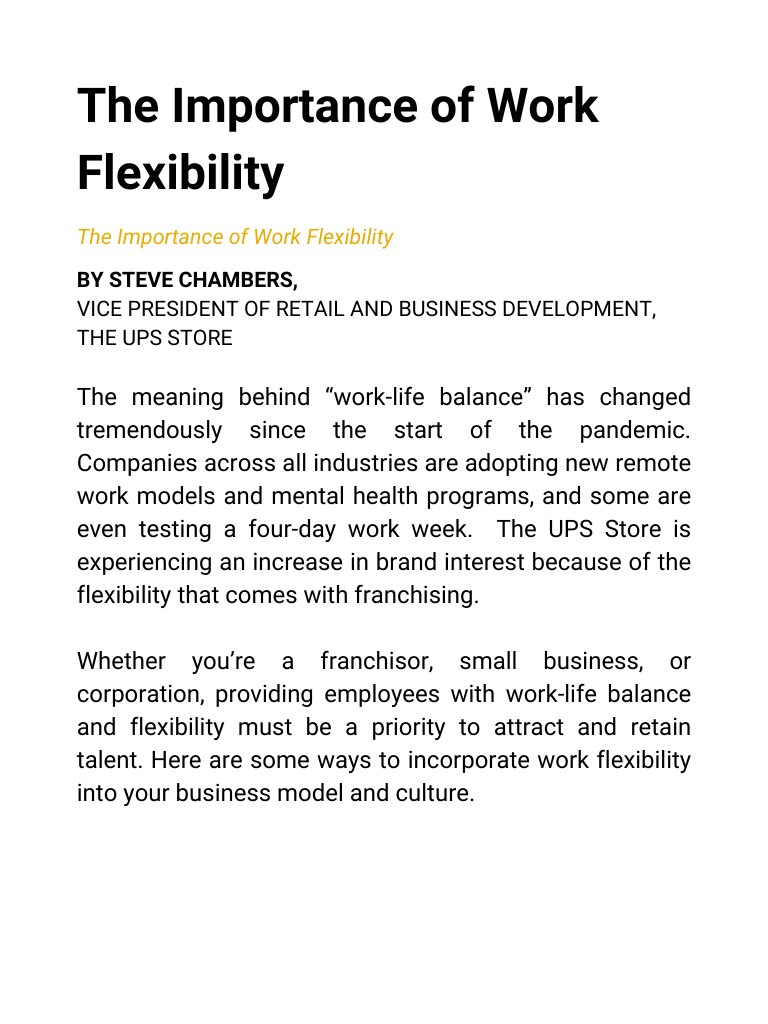 The Importance of Work
Flexibility
The Importance of Work Flexibility
BY STEVE CHAMBERS,
VICE PRESIDENT OF RETAIL AND BUSINESS DEVELOPMENT,
THE UPS STORE
The meaning behind “work-life balance” has changed
tremendously since the start of the pandemic.
Companies across all industries are adopting new remote
work models and mental health programs, and some are
even testing a four-day work week.  The UPS Store is
experiencing an increase in brand interest because of the
flexibility that comes with franchising.
Whether you’re a franchisor, small business, or
corporation, providing employees with work-life balance
and flexibility must be a priority to attract and retain
talent. Here are some ways to incorporate work flexibility
into your business model and culture.